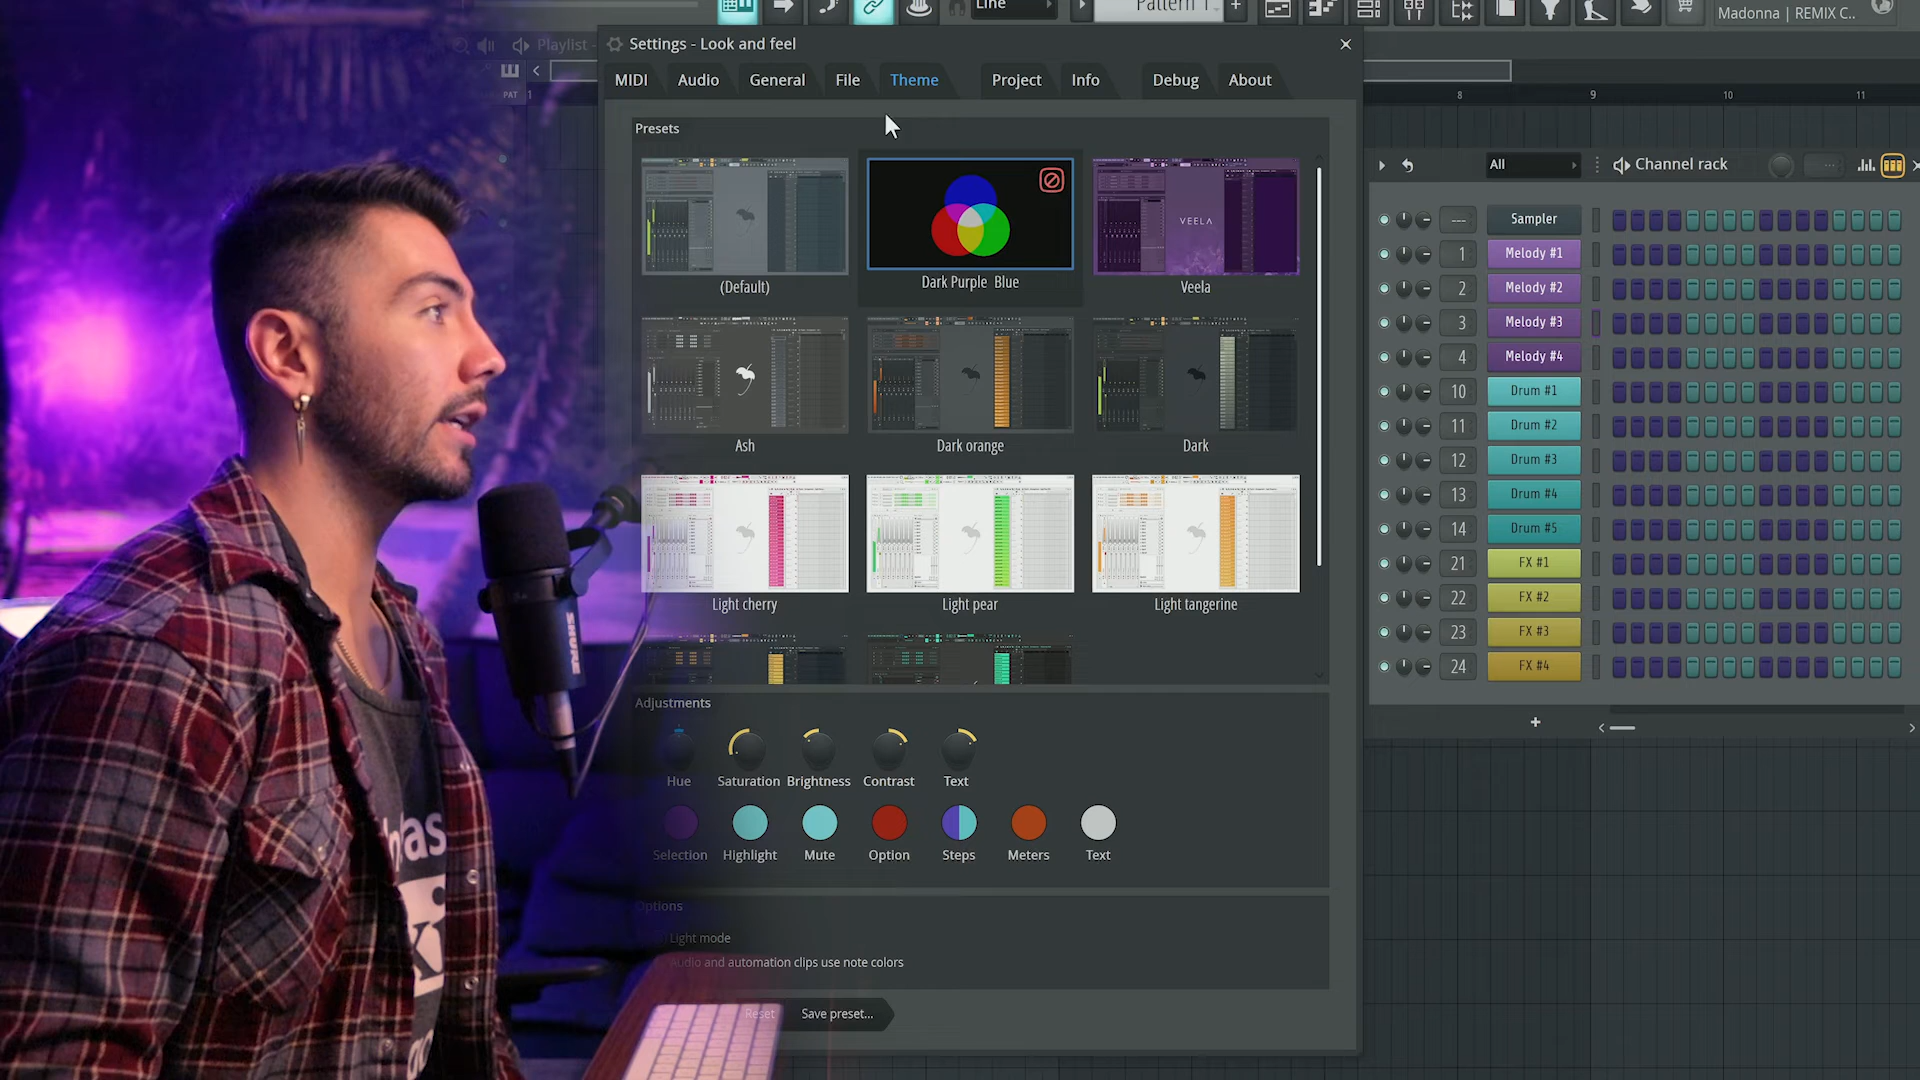 Line
Pattern 1
Madonna | REMIX C..
Playlist -
Settings - Look and feel
MIDI
Audio
General
File
Theme
Project
Info
Debug
About
PAT
1
8
9
10
11
Presets
VEELA
(Default)
Dark Purple Blue
Veela
Ash
Dark orange
Dark
Light cherry
Light pear
Light tangerine
Adjustments
Hue
Saturation
Brightness
Contrast
Text
Selection
Highlight
Mute
Option
Steps
Meters
Text
Options
Light mode
Audio and automation clips use note colors
Reset
Save preset...
All
Channel rack
---
Sampler
1
Melody #1
2
Melody #2
3
Melody #3
4
Melody #4
10
Drum #1
11
Drum #2
12
Drum #3
13
Drum #4
14
Drum #5
21
FX #1
22
FX #2
23
FX #3
24
FX #4
SHURE